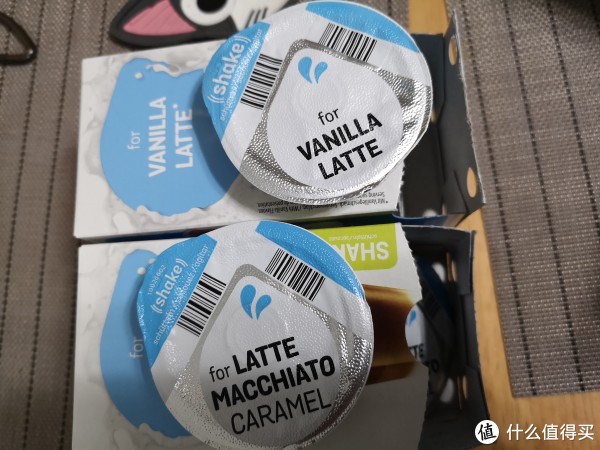 for
VANILLA
LATTE*
((shake))
for
VANILLA
LATTE
for
((shake))
SHAK
for LATTE
MACCHIATO
CARAMEL
值 什么值得买